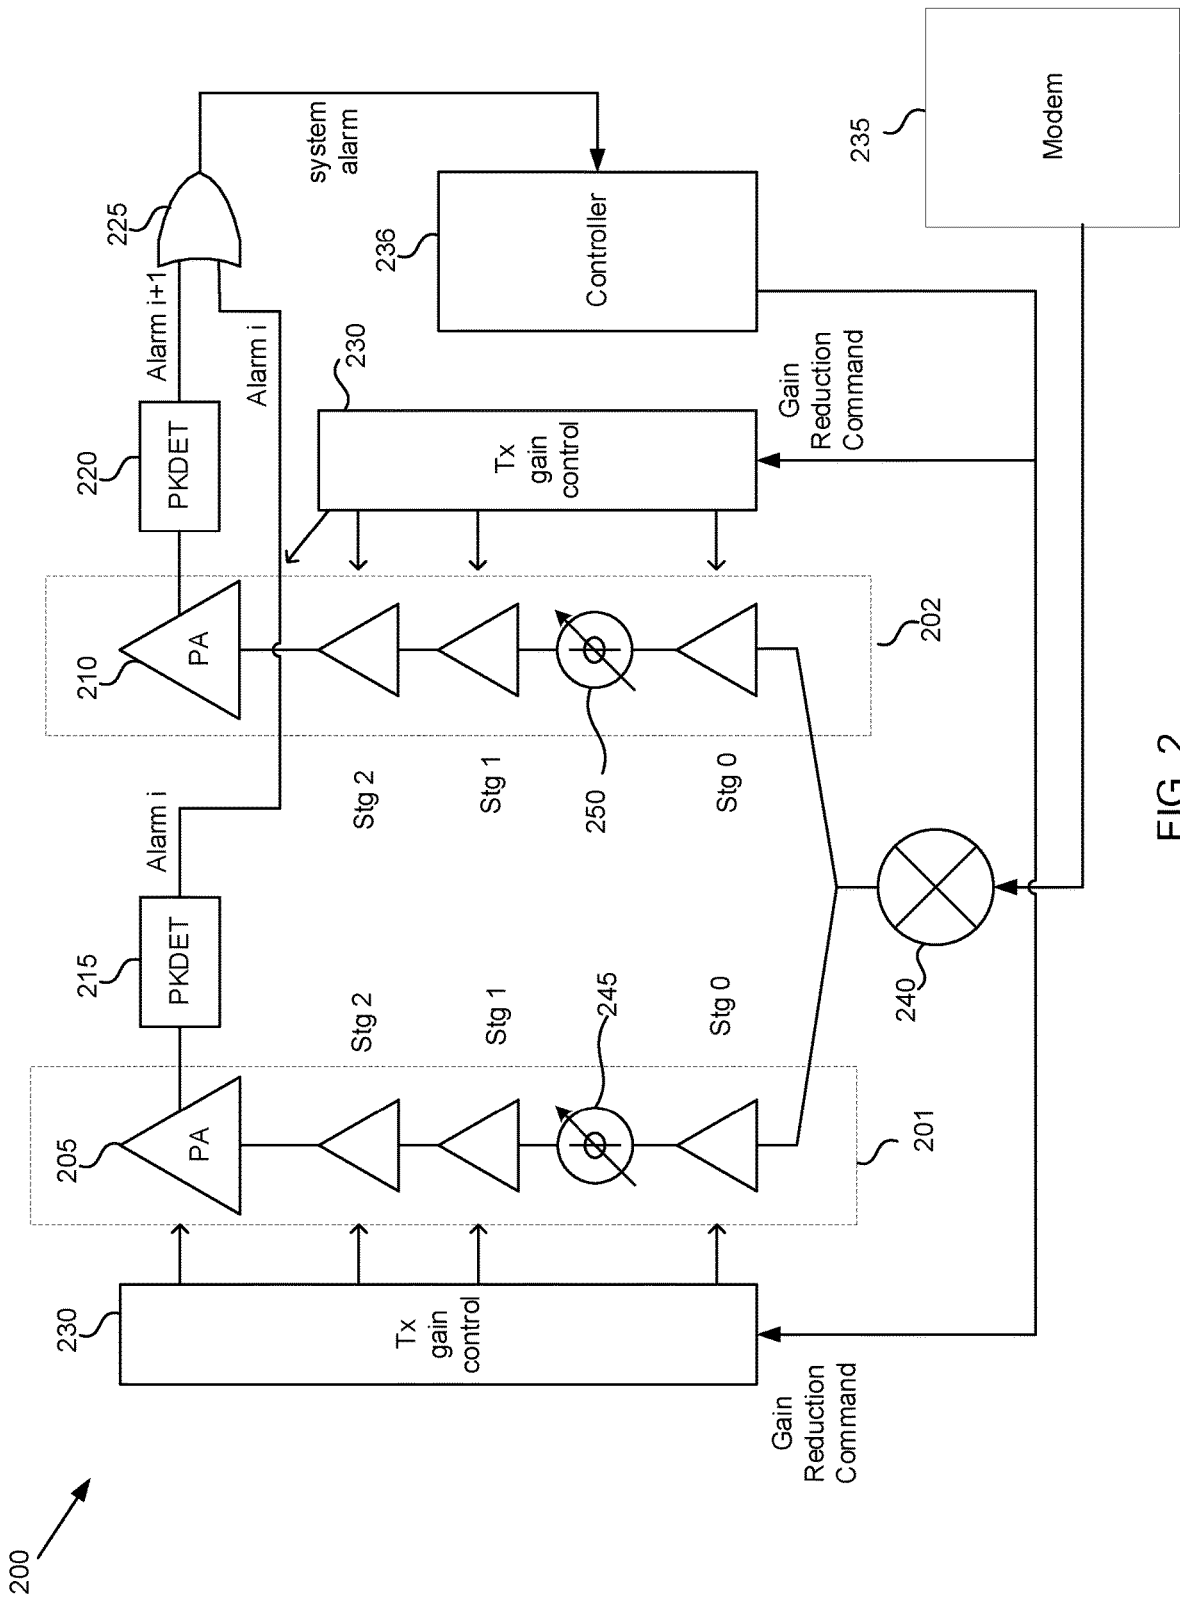 200
230
205
201
215
210
220
225
PKDET
Alarm i
PKDET
Alarm i+1
PA
PA
Alarm i
system
alarm
Tx
gain
control
230
Stg 2
Stg 2
236
Stg 1
Stg 1
Tx
gain
control
Controller
245
250
Stg 0
Stg 0
Gain
Reduction
Command
Gain
Reduction
Command
201
202
240
235
Modem
FIG. 2